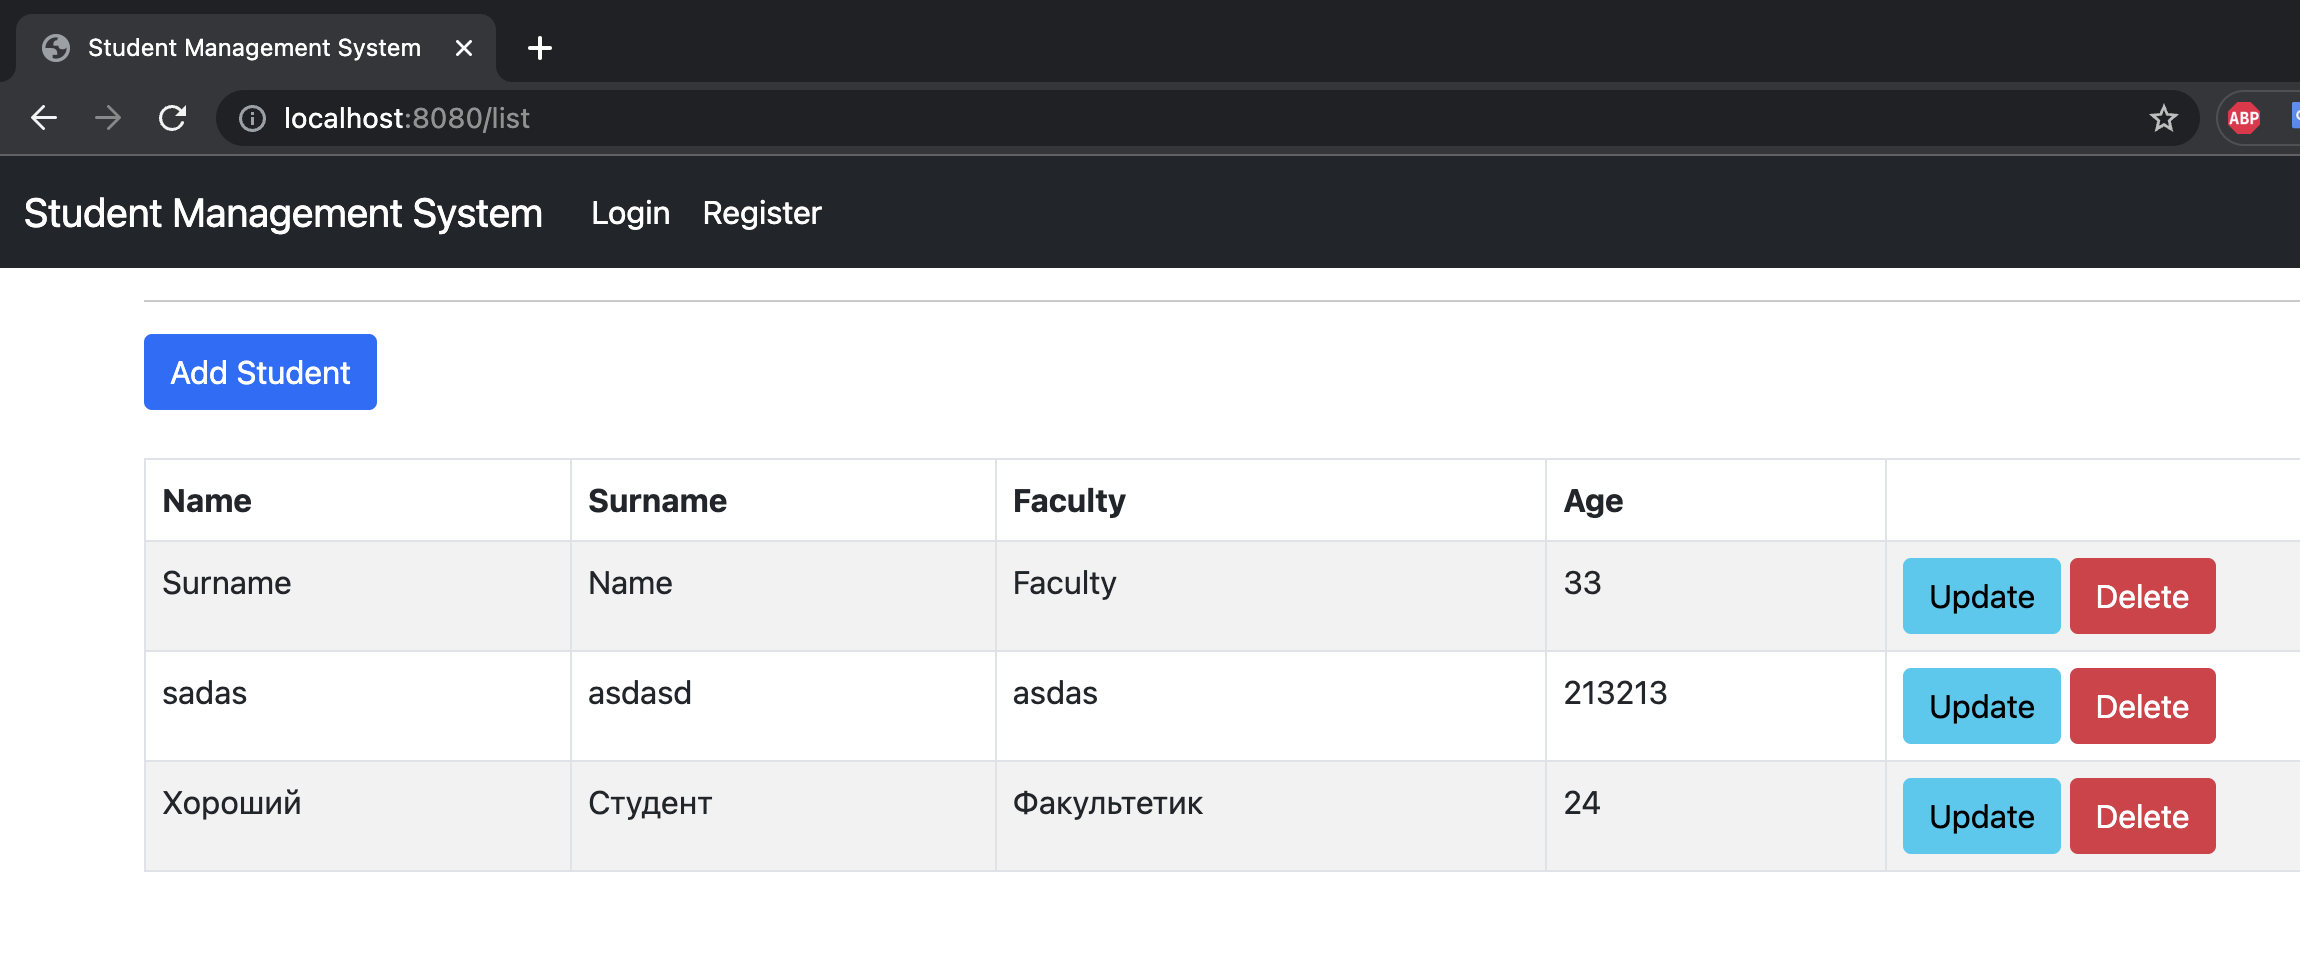 Student Management System
localhost:8080/list
ABP
Student Management System Login Register
Add Student
Name Surname Faculty Age
Surname Name Faculty 33 Update Delete
sadas asdasd asdas 213213 Update Delete
Хороший Студент Факультетик 24 Update Delete